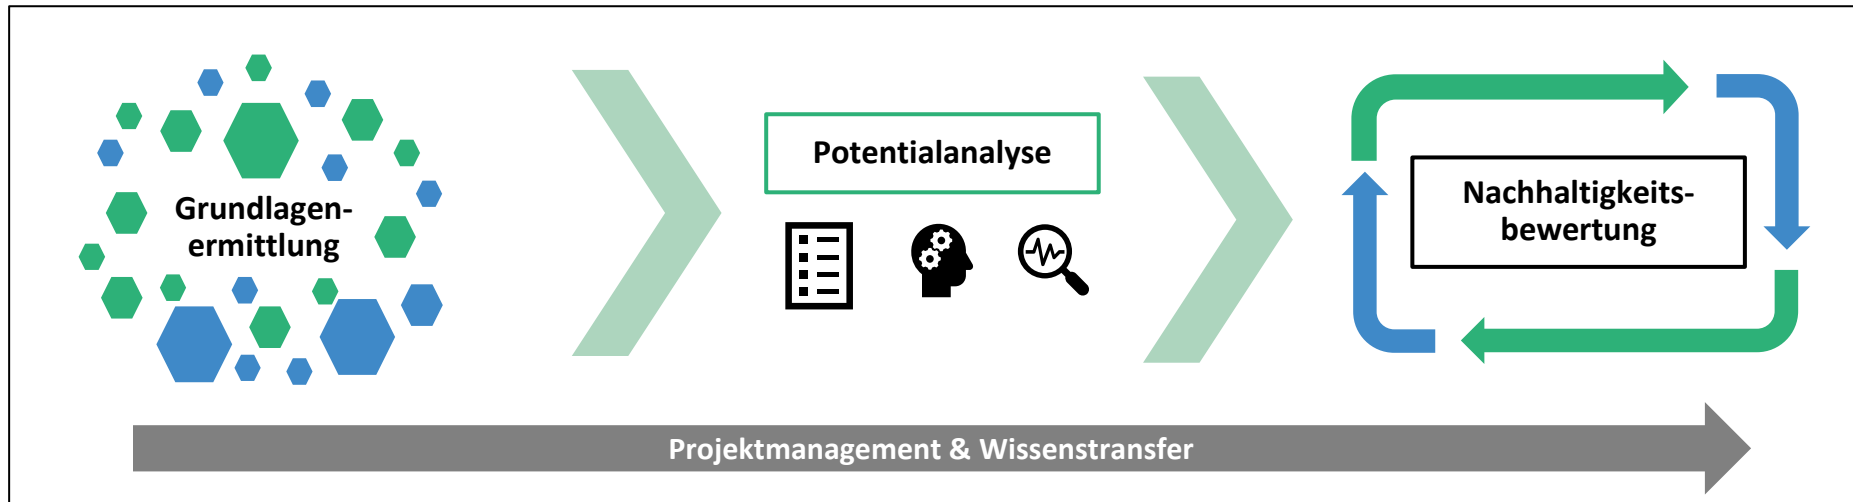 Grundlagen-
ermittlung
Potentialanalyse
Nachhaltigkeits-
bewertung
Projektmanagement & Wissenstransfer